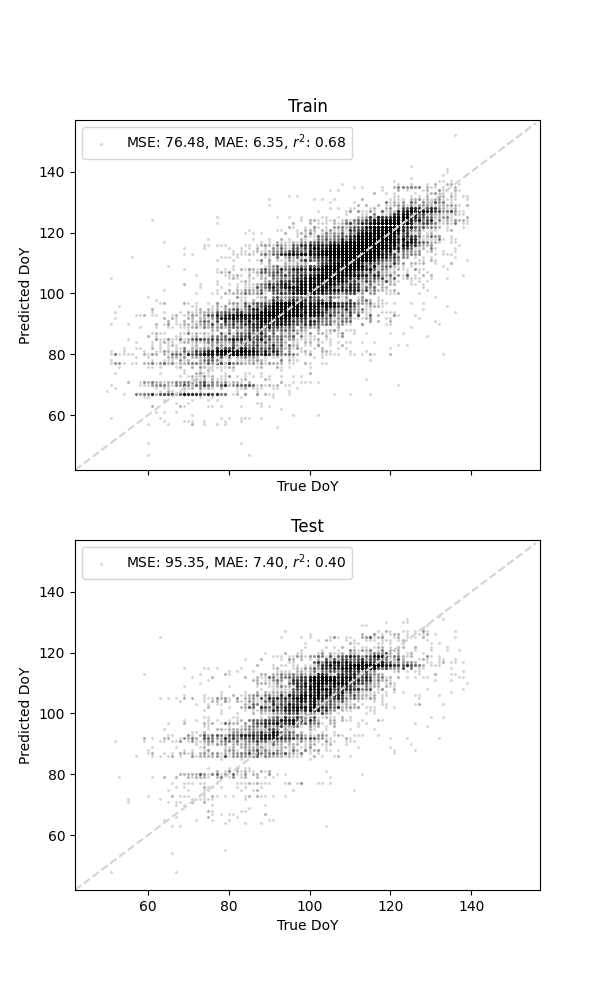 Train
MSE: 76.48, MAE: 6.35, r²: 0.68
140
120
100
80
60
Predicted DoY
True DoY
Test
MSE: 95.35, MAE: 7.40, r²: 0.40
140
120
100
80
60
Predicted DoY
60 80 100 120 140
True DoY